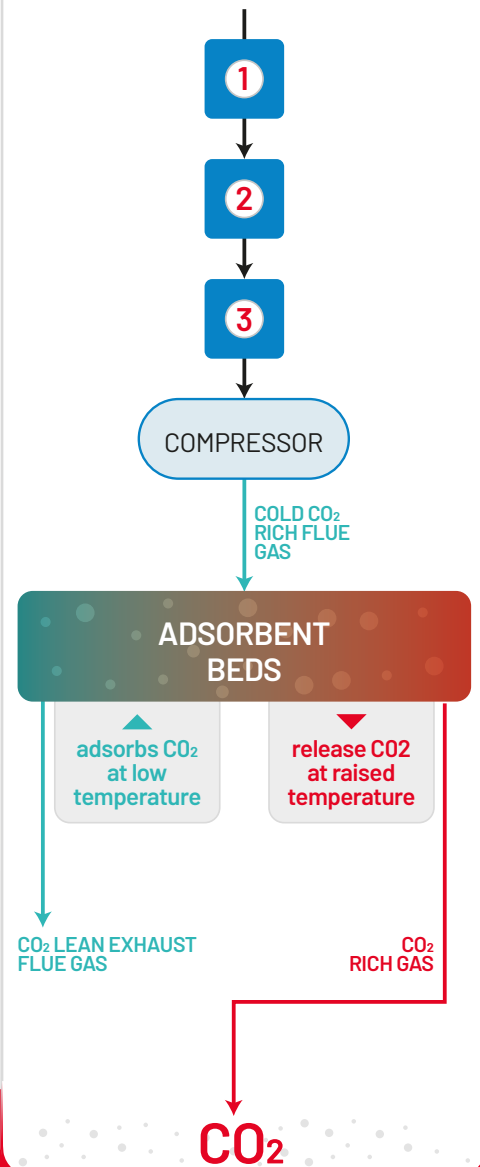 1
2
3
COMPRESSOR
COLD CO₂
RICH FLUE
GAS
ADSORBENT
BEDS
adsorbs CO₂
at low
temperature
release CO2
at raised
temperature
CO₂ LEAN EXHAUST
FLUE GAS
CO₂
RICH GAS
CO₂